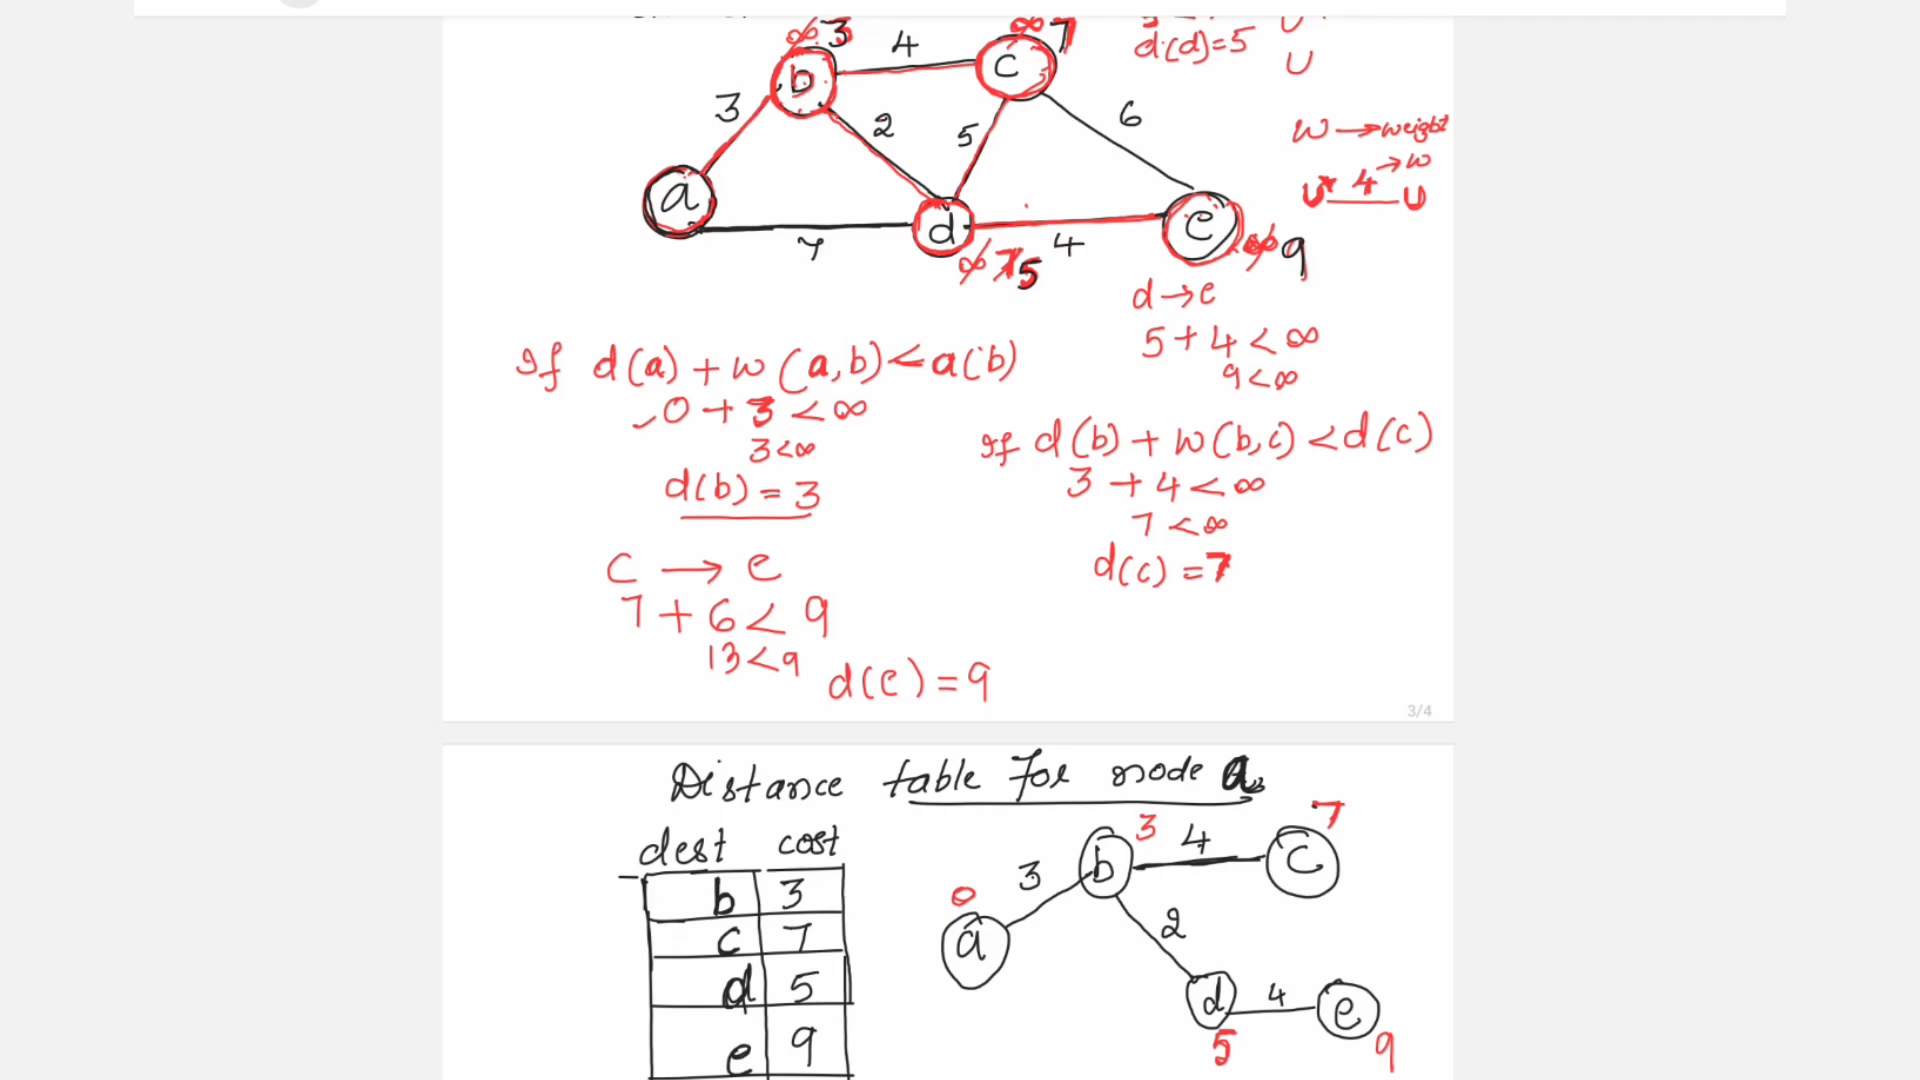 ∞ 3
4
∞ 7
d(d)=5
U
b
c
3
2
5
6
w → weight
→ w
U 4 U
a
d
e
7
4
∞ 7 5
∞ 9
d → e
5 + 4 < ∞
9 < ∞
If d(a) + w (a,b) < a(b)
0 + 3 < ∞
3 < ∞
d(b) = 3
If d(b) + w(b,c) < d(c)
3 + 4 < ∞
7 < ∞
d(c) = 7
c → e
7 + 6 < 9
13 < 9
d(e) = 9
3/4
Distance table for node a
dest cost
b 3
c 7
d 5
e 9
0
a
3
b
3
4
c
7
2
d
5
4
e
9